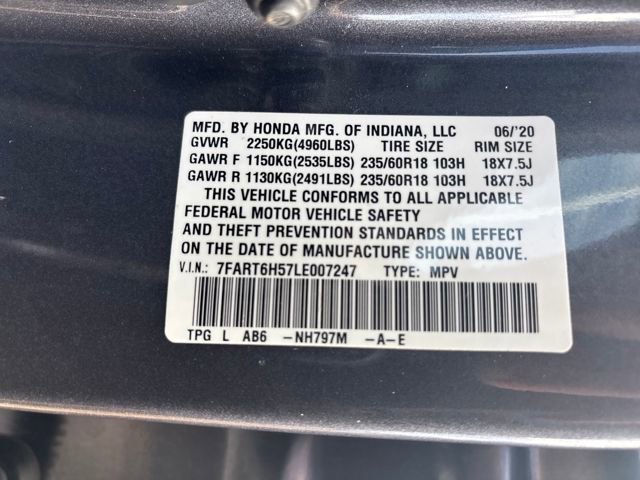 MFD. BY HONDA MFG. OF INDIANA, LLC 06/'20
GVWR 2250KG(4960LBS) TIRE SIZE RIM SIZE
GAWR F 1150KG(2535LBS) 235/60R18 103H 18X7.5J
GAWR R 1130KG(2491LBS) 235/60R18 103H 18X7.5J
THIS VEHICLE CONFORMS TO ALL APPLICABLE
FEDERAL MOTOR VEHICLE SAFETY
AND THEFT PREVENTION STANDARDS IN EFFECT
ON THE DATE OF MANUFACTURE SHOWN ABOVE.
V.I.N.: 7FART6H57LE007247 TYPE: MPV
TPG L AB6 -NH797M -A-E